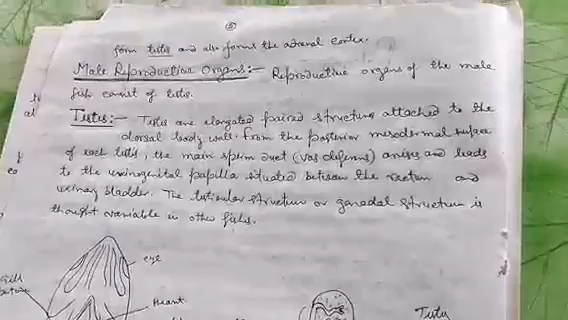 form testis and also forms the adrenal cortex.
Male Reproductive Organs:- Reproductive organs of the male
fish consist of testis.
Testes:- Testis are elongated paired structures attached to the
dorsal body wall. from the posterior mesodermal surface
of each testis, the main sperm duct (vas deferens) arises and leads
to the urinogenital papilla situated between the rectum and
urinary bladder. The testicular structure or gonadal structure is
thought variable in other fishes.
eye
Gill
Heart
Testis